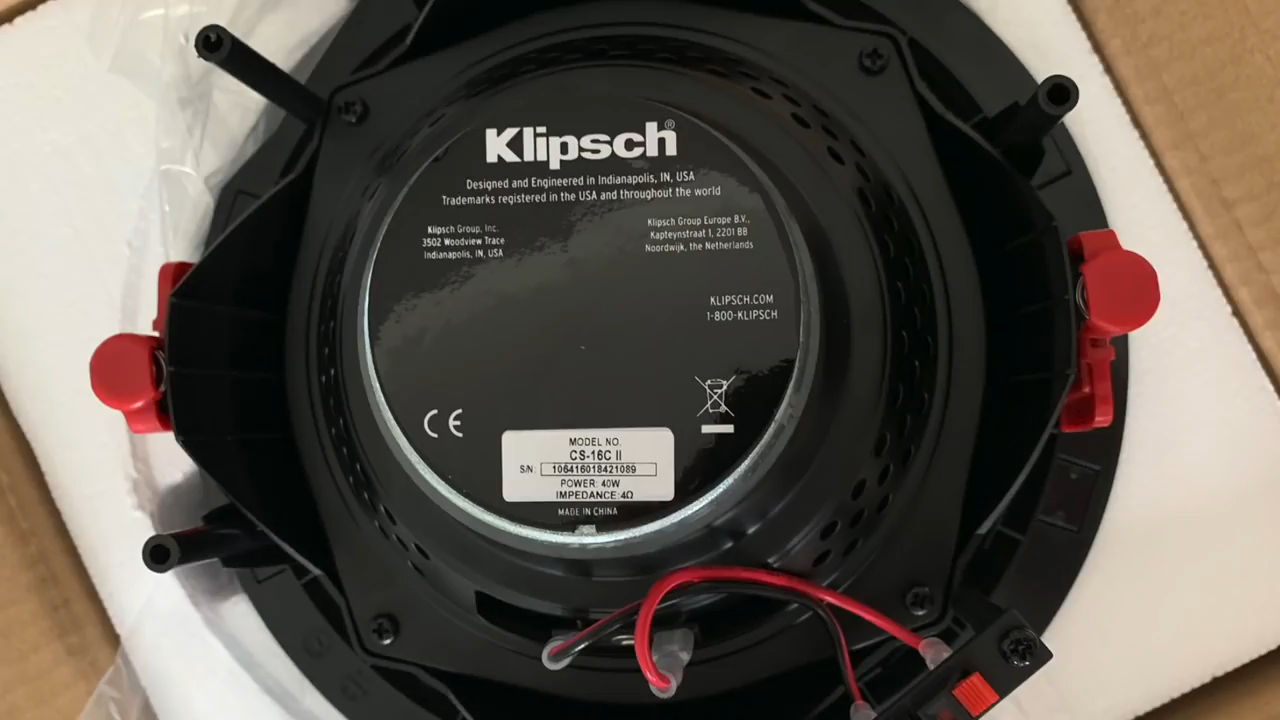 Klipsch®
Designed and Engineered in Indianapolis, IN, USA
Trademarks registered in the USA and throughout the world
Klipsch Group, Inc.
3502 Woodview Trace
Indianapolis, IN, USA
Klipsch Group Europe B.V.,
Kapteynstraat 1, 2201 BB
Noordwijk, the Netherlands
KLIPSCH.COM
1-800-KLIPSCH
CE
MODEL NO.
CS-16C II
S/N: 106416018421089
POWER: 40W
IMPEDANCE:4Ω
MADE IN CHINA